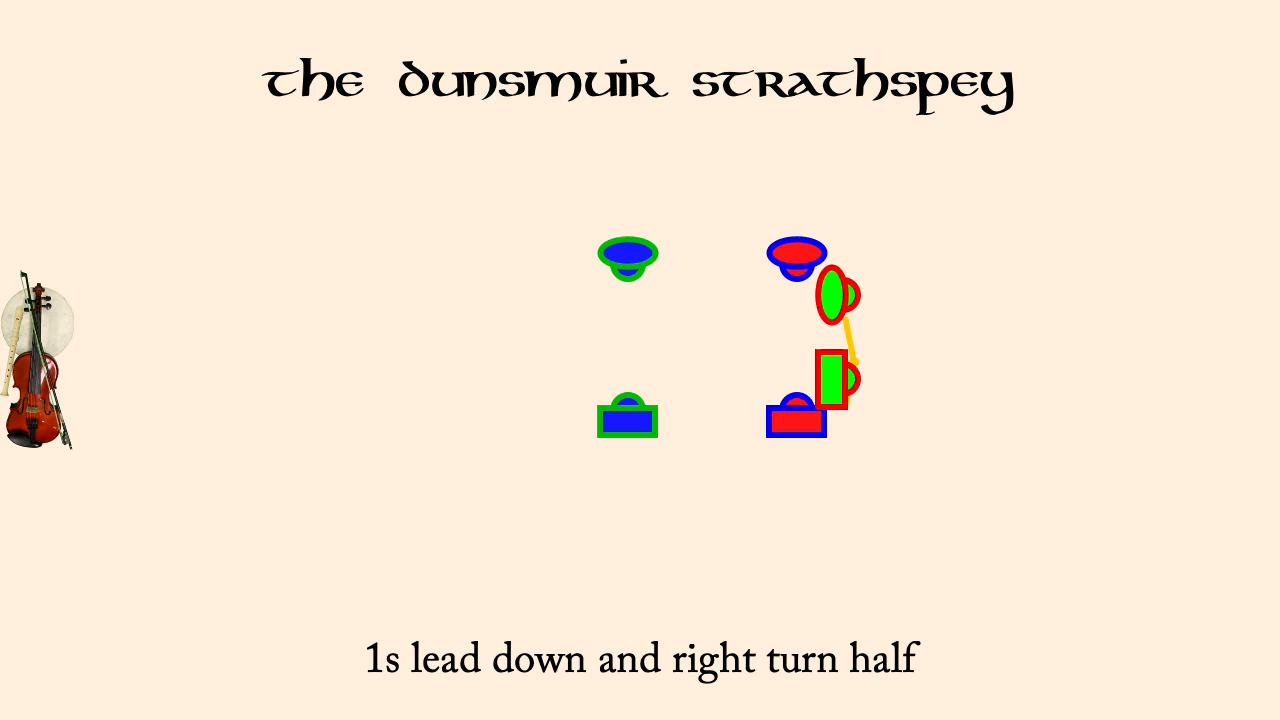 the dunsmuir strathspey
1s lead down and right turn half